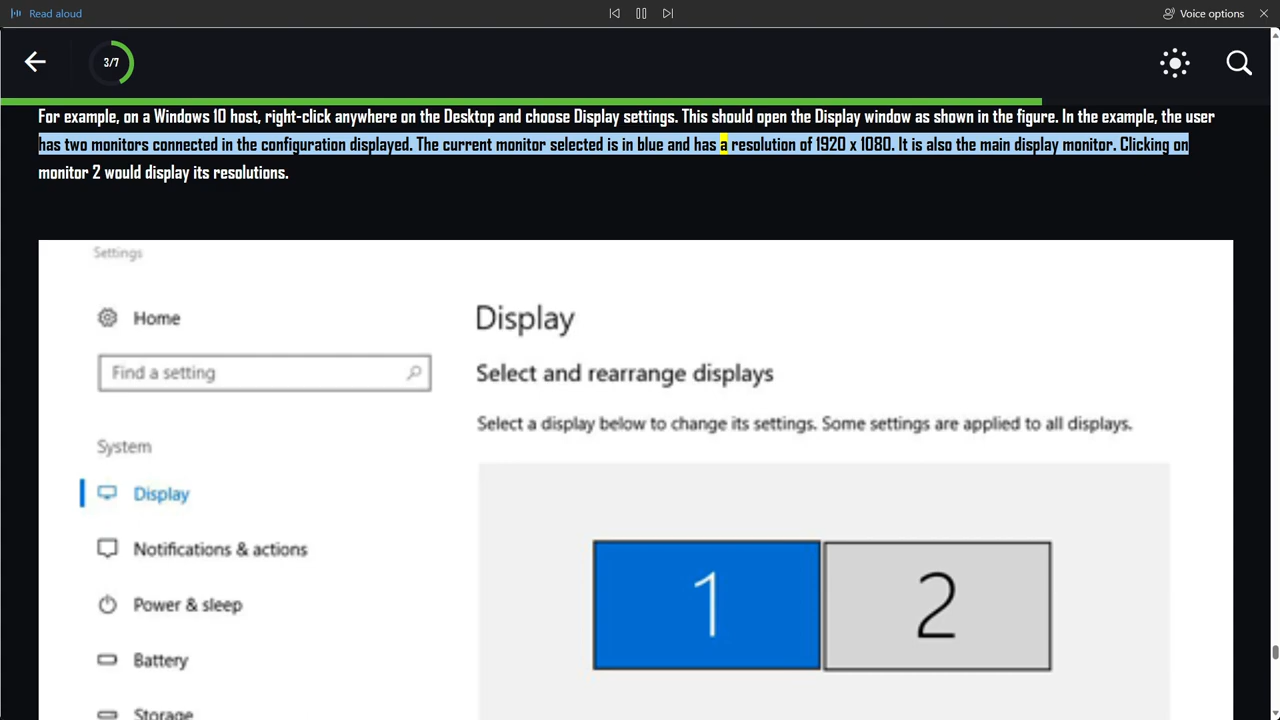 Read aloud
Voice options
3/7
For example, on a Windows 10 host, right-click anywhere on the Desktop and choose Display settings. This should open the Display window as shown in the figure. In the example, the user
has two monitors connected in the configuration displayed. The current monitor selected is in blue and has a resolution of 1920 x 1080. It is also the main display monitor. Clicking on
monitor 2 would display its resolutions.
Settings
Home
Find a setting
System
Display
Notifications & actions
Power & sleep
Battery
Storage
Display
Select and rearrange displays
Select a display below to change its settings. Some settings are applied to all displays.
1
2